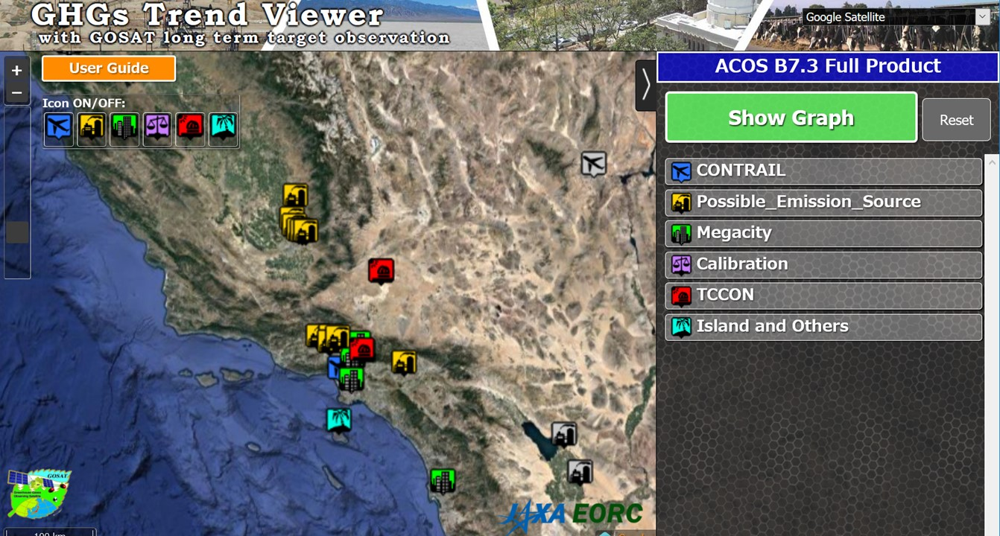 GHGs Trend Viewer
with GOSAT long term target observation
Google Satellite
+
−
User Guide
Icon ON/OFF:
ACOS B7.3 Full Product
Show Graph
Reset
CONTRAIL
Possible_Emission_Source
Megacity
Calibration
TCCON
Island and Others
GOSAT
JAXA EORC
100 km